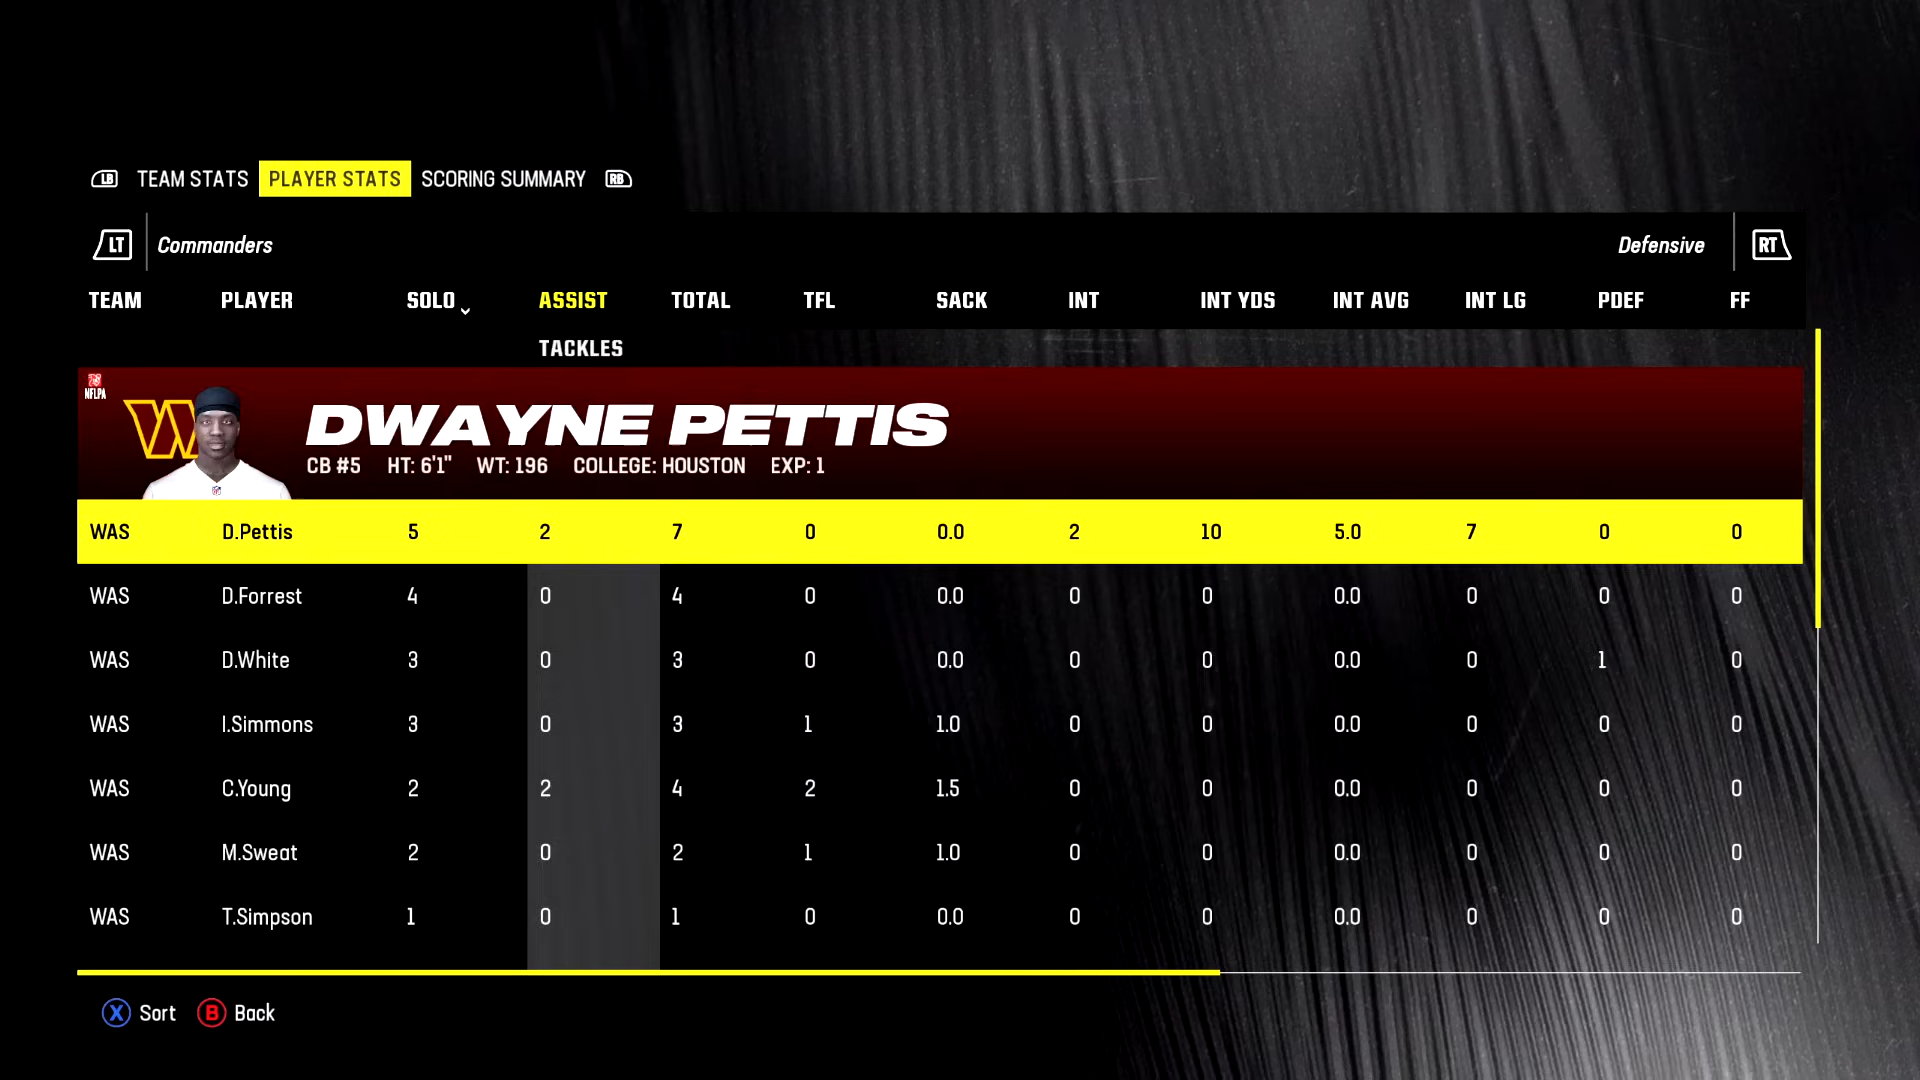 LB TEAM STATS PLAYER STATS SCORING SUMMARY RB
LT Commanders Defensive RT
TEAM PLAYER SOLO ASSIST TOTAL TFL SACK INT INT YDS INT AVG INT LG PDEF FF
TACKLES
NFLPA
W
DWAYNE PETTIS
CB #5 HT: 6'1" WT: 196 COLLEGE: HOUSTON EXP: 1
WAS D.Pettis 5 2 7 0 0.0 2 10 5.0 7 0 0
WAS D.Forrest 4 0 4 0 0.0 0 0 0.0 0 0 0
WAS D.White 3 0 3 0 0.0 0 0 0.0 0 1 0
WAS I.Simmons 3 0 3 1 1.0 0 0 0.0 0 0 0
WAS C.Young 2 2 4 2 1.5 0 0 0.0 0 0 0
WAS M.Sweat 2 0 2 1 1.0 0 0 0.0 0 0 0
WAS T.Simpson 1 0 1 0 0.0 0 0 0.0 0 0 0
X Sort B Back